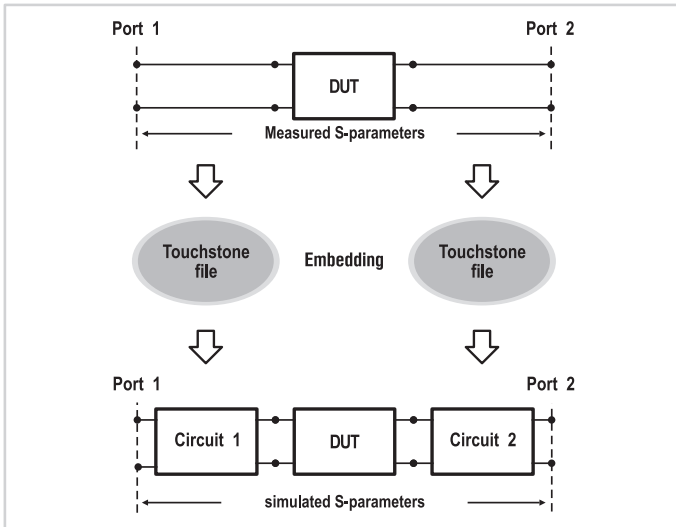 Port 1
Port 2
DUT
Measured S-parameters
Touchstone
file
Embedding
Touchstone
file
Port 1
Port 2
Circuit 1
DUT
Circuit 2
simulated S-parameters